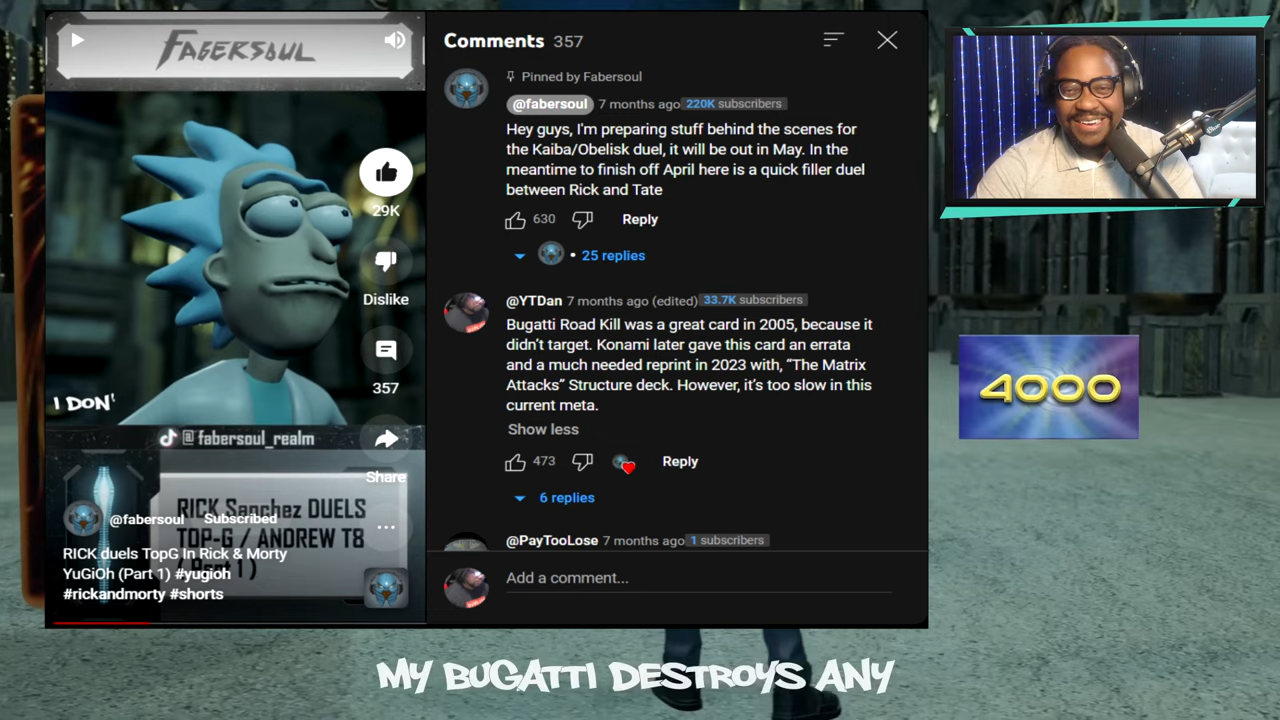 FABERSOUL
29K
Dislike
357
I DON'
@fabersoul_realm
Share
RICK Sanchez DUELS
TOP-G / ANDREW T8
(Part 1)
@fabersoul Subscribed
RICK duels TopG In Rick & Morty
YuGiOh (Part 1) #yugioh
#rickandmorty #shorts
Comments 357
Pinned by Fabersoul
@fabersoul 7 months ago 220K subscribers
Hey guys, I'm preparing stuff behind the scenes for
the Kaiba/Obelisk duel, it will be out in May. In the
meantime to finish off April here is a quick filler duel
between Rick and Tate
630 Reply
• 25 replies
@YTDan 7 months ago (edited) 33.7K subscribers
Bugatti Road Kill was a great card in 2005, because it
didn't target. Konami later gave this card an errata
and a much needed reprint in 2023 with, “The Matrix
Attacks” Structure deck. However, it's too slow in this
current meta.
Show less
473 Reply
6 replies
@PayTooLose 7 months ago 1 subscribers
Add a comment...
4000
MY BUGATTI DESTROYS ANY